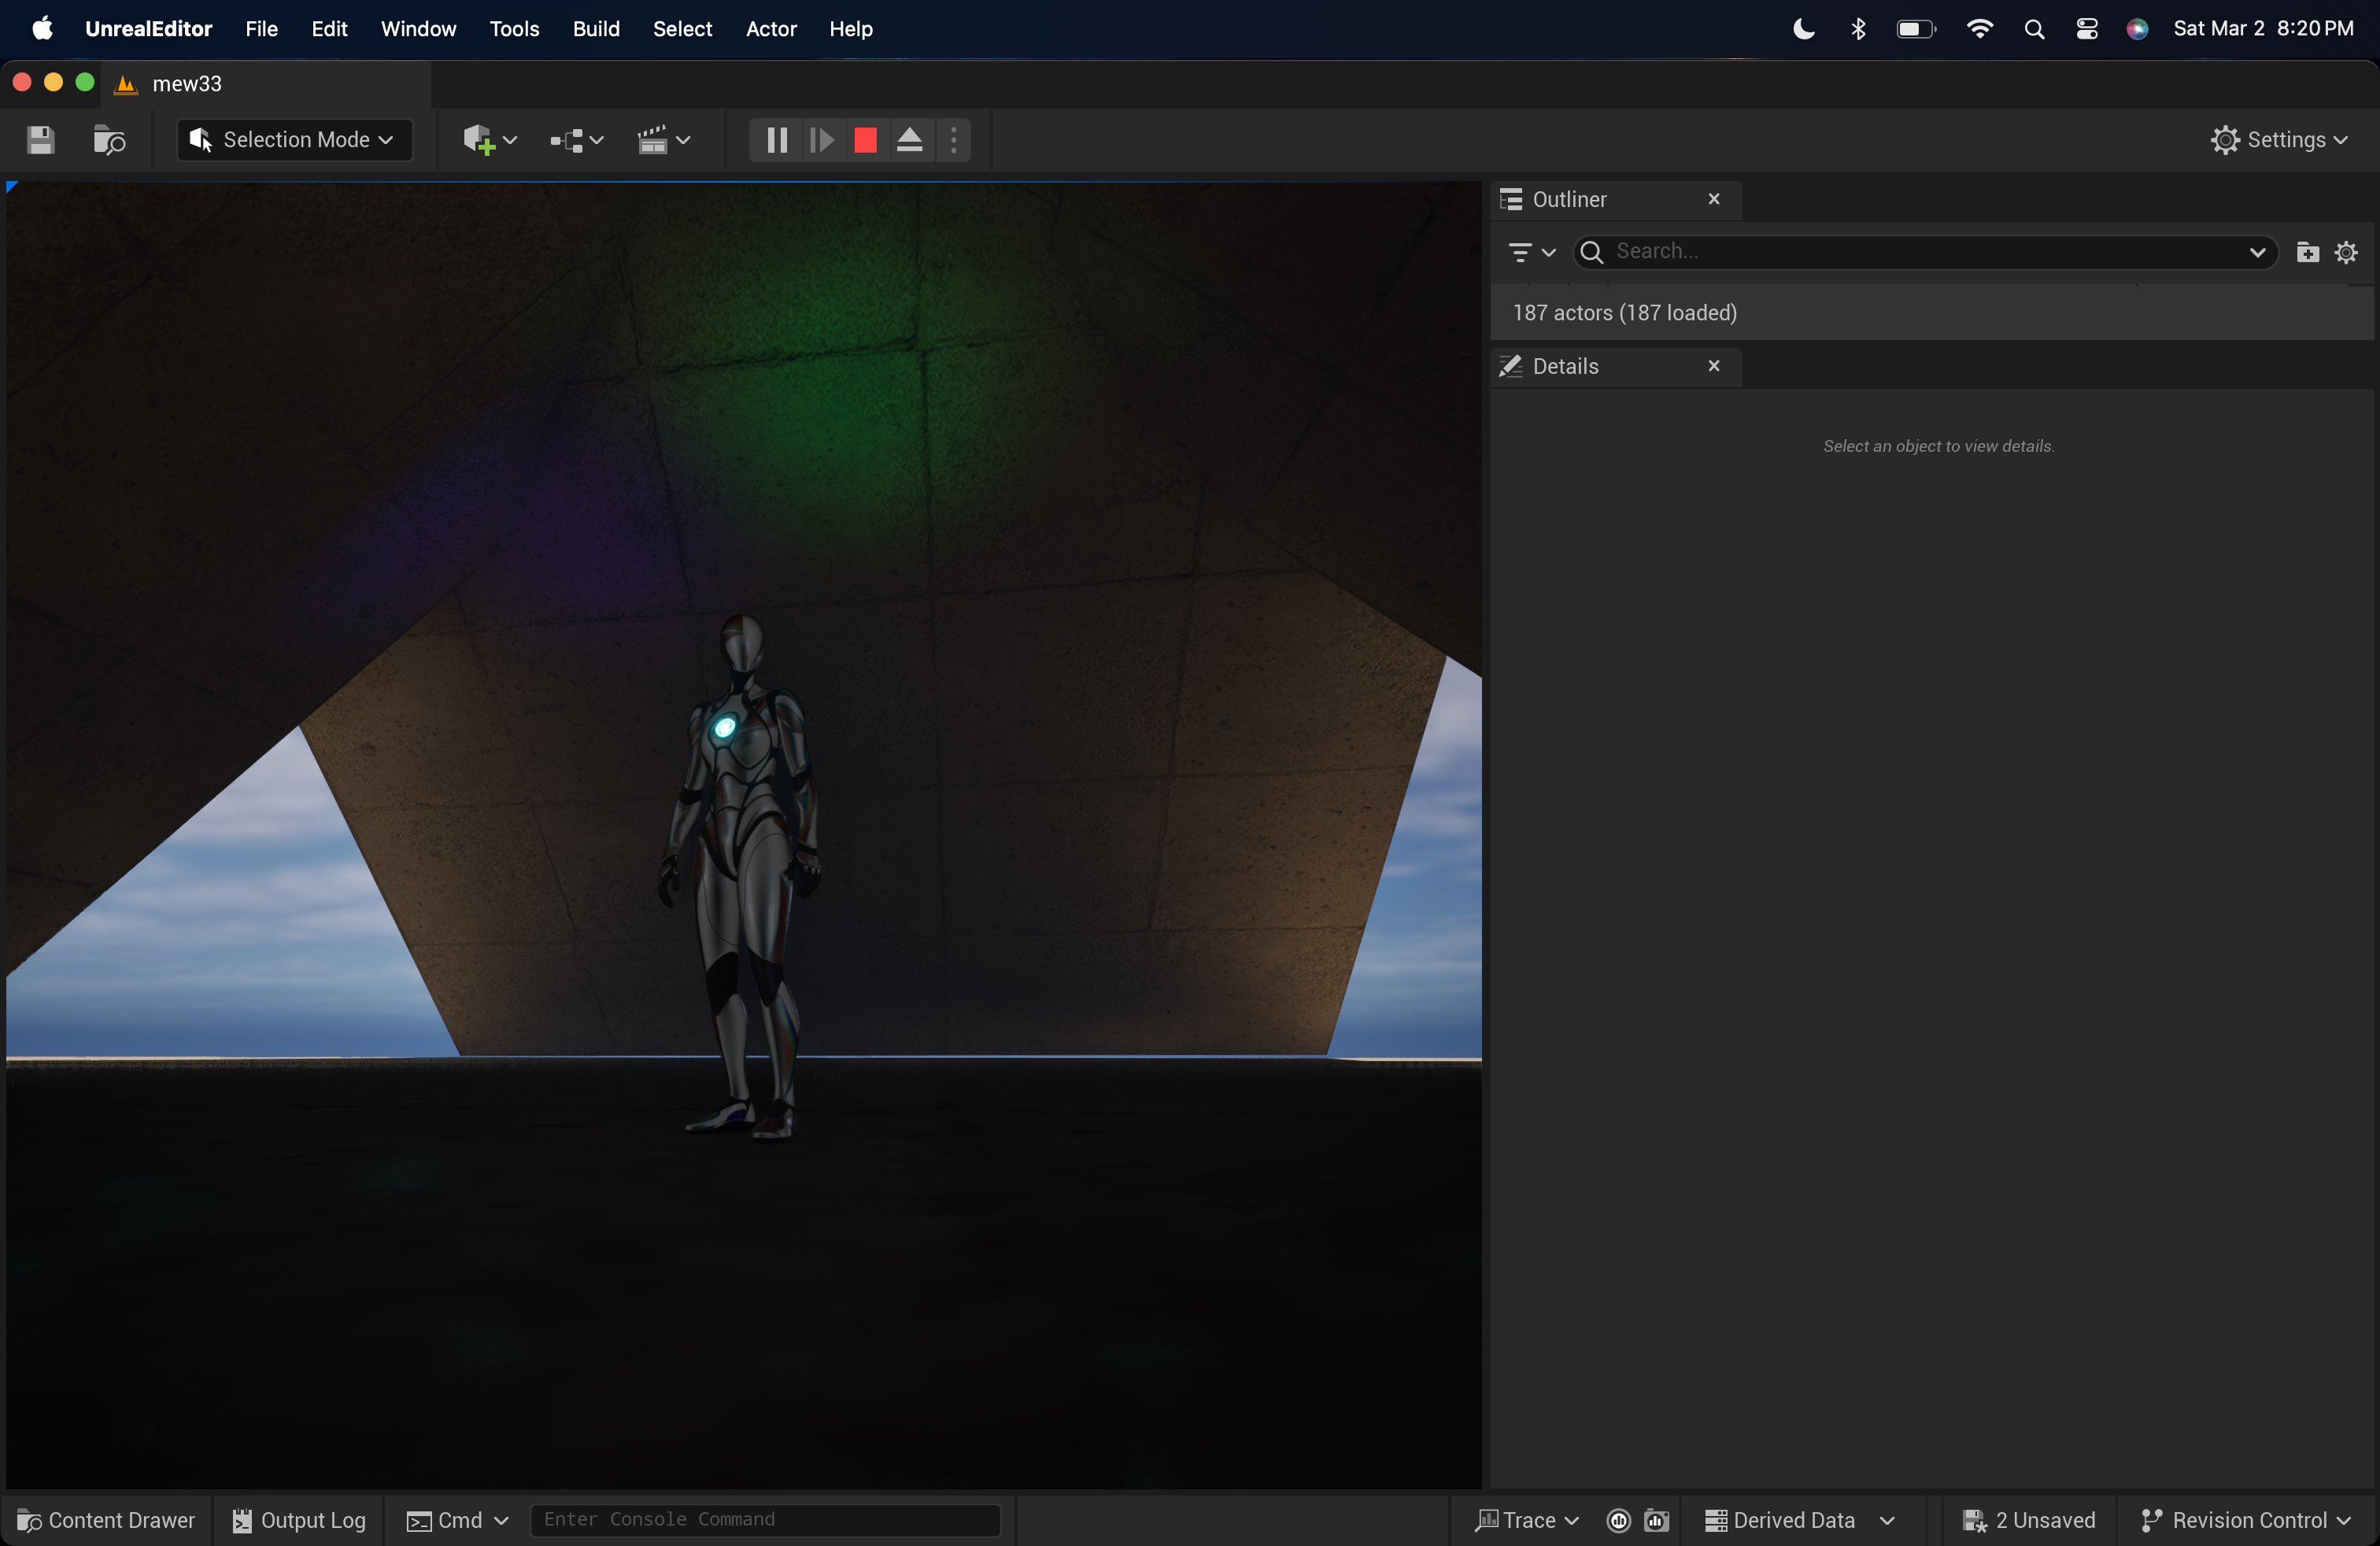 UnrealEditor File Edit Window Tools Build Select Actor Help Sat Mar 2 8:20 PM
mew33
Selection Mode Settings
Outliner
Search...
187 actors (187 loaded)
Details
Select an object to view details.
Content Drawer Output Log Cmd Enter Console Command Trace Derived Data 2 Unsaved Revision Control